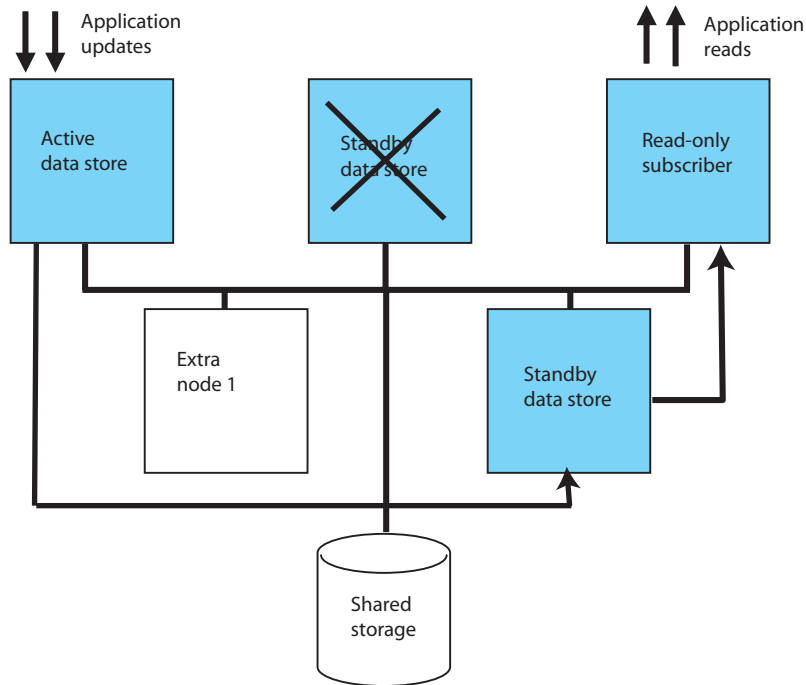 Application
updates
Application
reads
Active
data store
Standby
data store
Read-only
subscriber
Extra
node 1
Standby
data store
Shared
storage